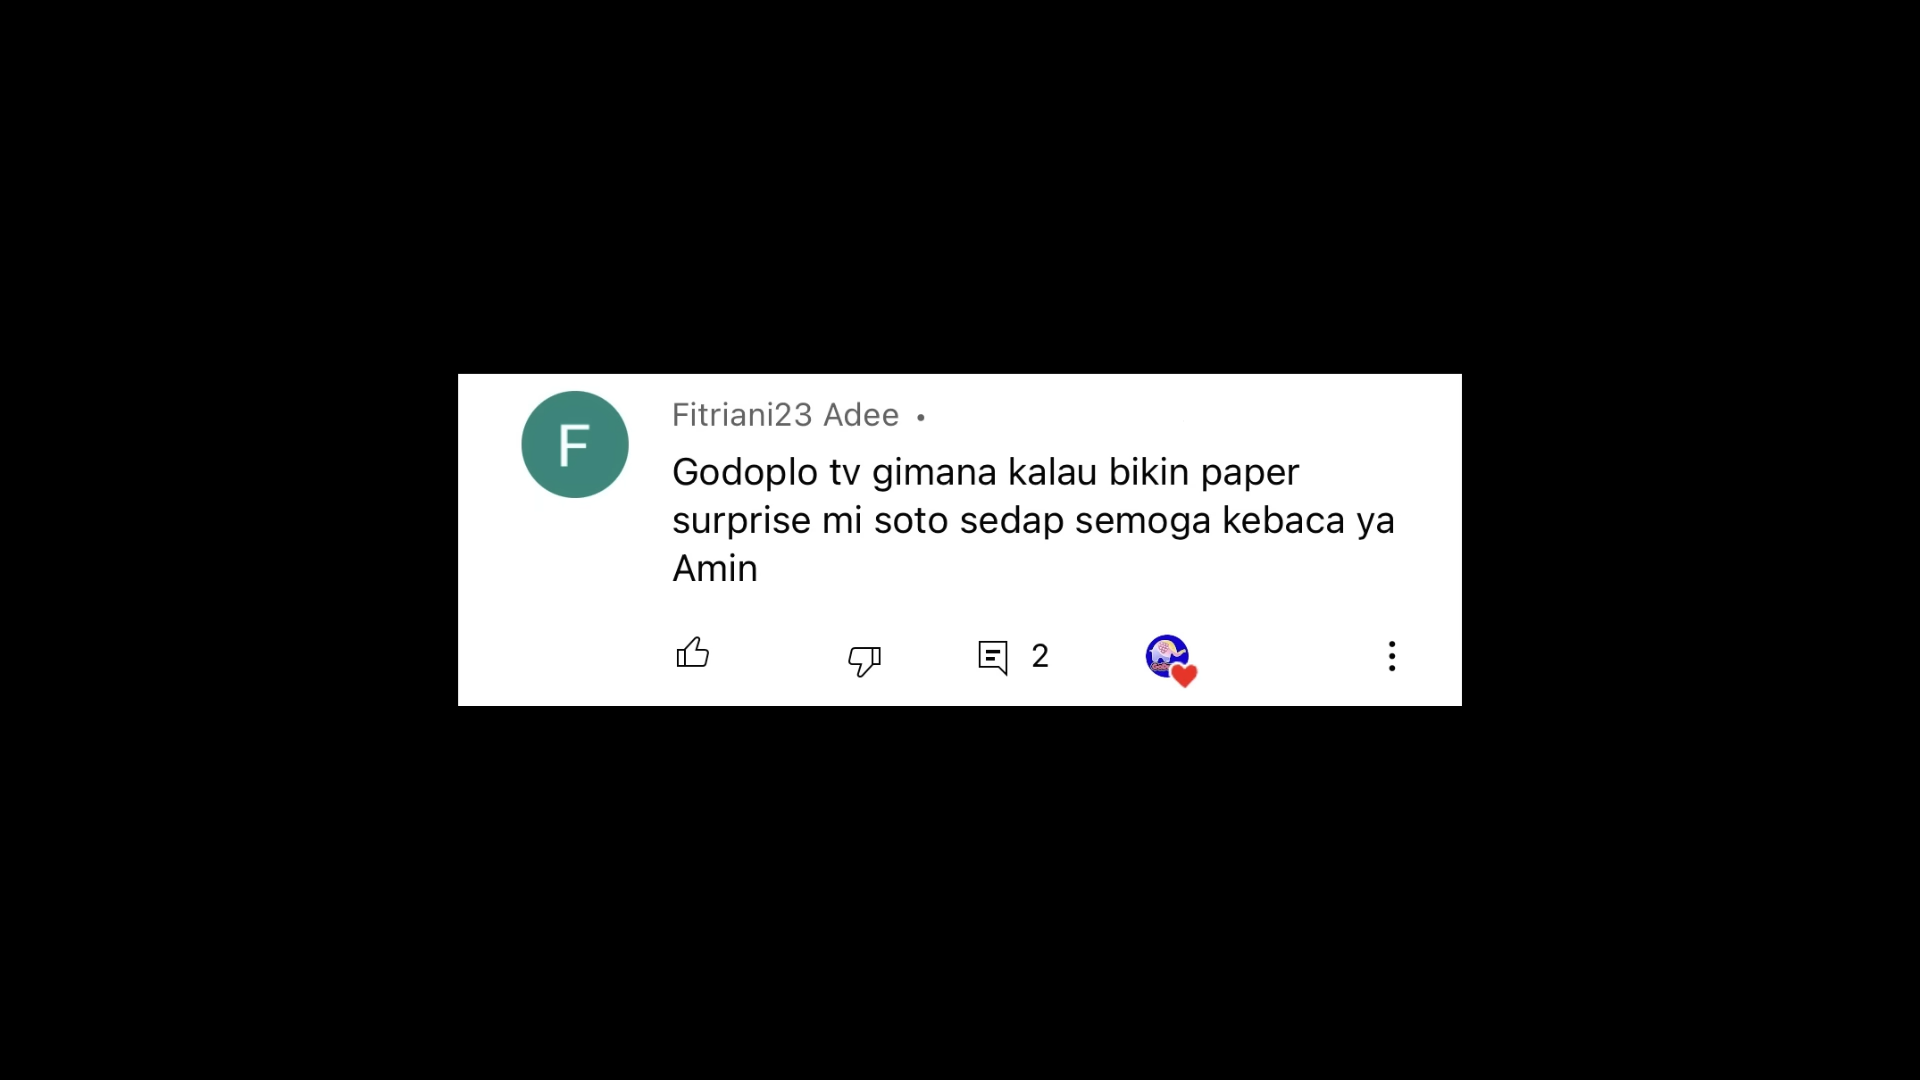 F
Fitriani23 Adee •
Godoplo tv gimana kalau bikin paper
surprise mi soto sedap semoga kebaca ya
Amin
2